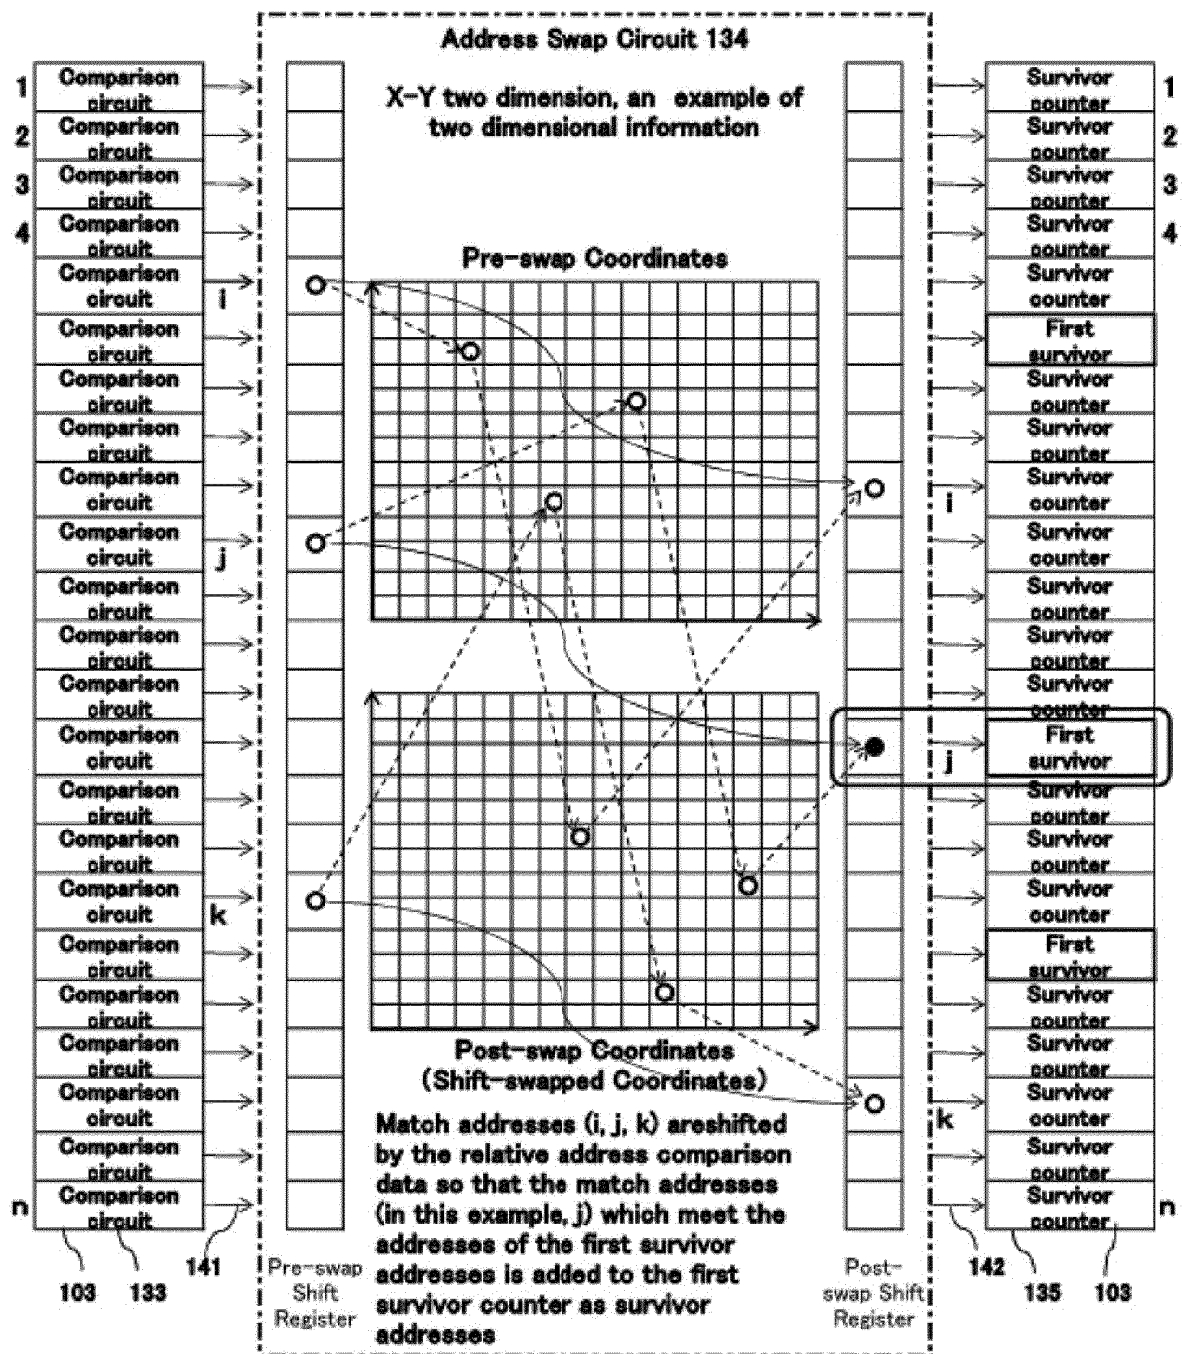 Address Swap Circuit 134
X-Y two dimension, an example of
two dimensional information
1
Comparison
circuit
2
Comparison
circuit
3
Comparison
circuit
4
Comparison
circuit
Comparison
circuit
i
Comparison
circuit
Comparison
circuit
Comparison
circuit
Comparison
circuit
Comparison
circuit
j
Comparison
circuit
Comparison
circuit
Comparison
circuit
Comparison
circuit
Comparison
circuit
Comparison
circuit
Comparison
circuit
k
Comparison
circuit
Comparison
circuit
Comparison
circuit
Comparison
circuit
Comparison
circuit
n
Comparison
circuit
103
133
141
Pre-swap Coordinates
Post-swap Coordinates
(Shift-swapped Coordinates)
Match addresses (i, j, k) areshifted
by the relative address comparison
data so that the match addresses
(in this example, j) which meet the
addresses of the first survivor
addresses is added to the first
survivor counter as survivor
addresses
Pre-swap
Shift
Register
Post-
swap Shift
Register
Survivor
counter
1
Survivor
counter
2
Survivor
counter
3
Survivor
counter
4
Survivor
counter
First
survivor
Survivor
counter
Survivor
counter
Survivor
counter
i
Survivor
counter
Survivor
counter
Survivor
counter
Survivor
counter
j
First
survivor
Survivor
counter
Survivor
counter
Survivor
counter
First
survivor
Survivor
counter
Survivor
counter
Survivor
counter
k
Survivor
counter
Survivor
counter
n
142
135
103